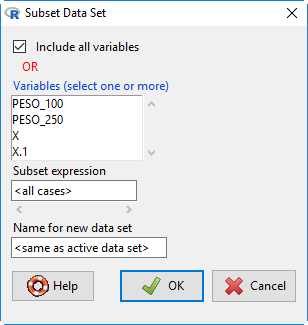 Subset Data Set
Include all variables
OR
Variables (select one or more)
PESO_100
PESO_250
X
X.1
Subset expression
<all cases>
Name for new data set
<same as active data set>
Help
OK
Cancel